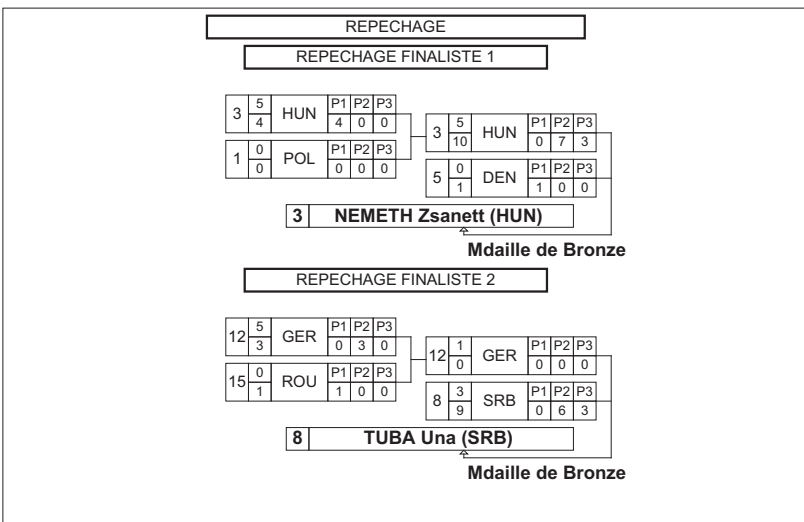 REPECHAGE
REPECHAGE FINALISTE 1
3 5 HUN P1 P2 P3
4 4 0 0
1 0 POL P1 P2 P3
0 0 0 0
3 5 HUN P1 P2 P3
10 0 7 3
5 0 DEN P1 P2 P3
1 1 0 0
3 NEMETH Zsanett (HUN)
Mdaille de Bronze
REPECHAGE FINALISTE 2
12 5 GER P1 P2 P3
3 0 3 0
15 0 ROU P1 P2 P3
1 1 0 0
12 1 GER P1 P2 P3
0 0 0 0
8 3 SRB P1 P2 P3
9 0 6 3
8 TUBA Una (SRB)
Mdaille de Bronze